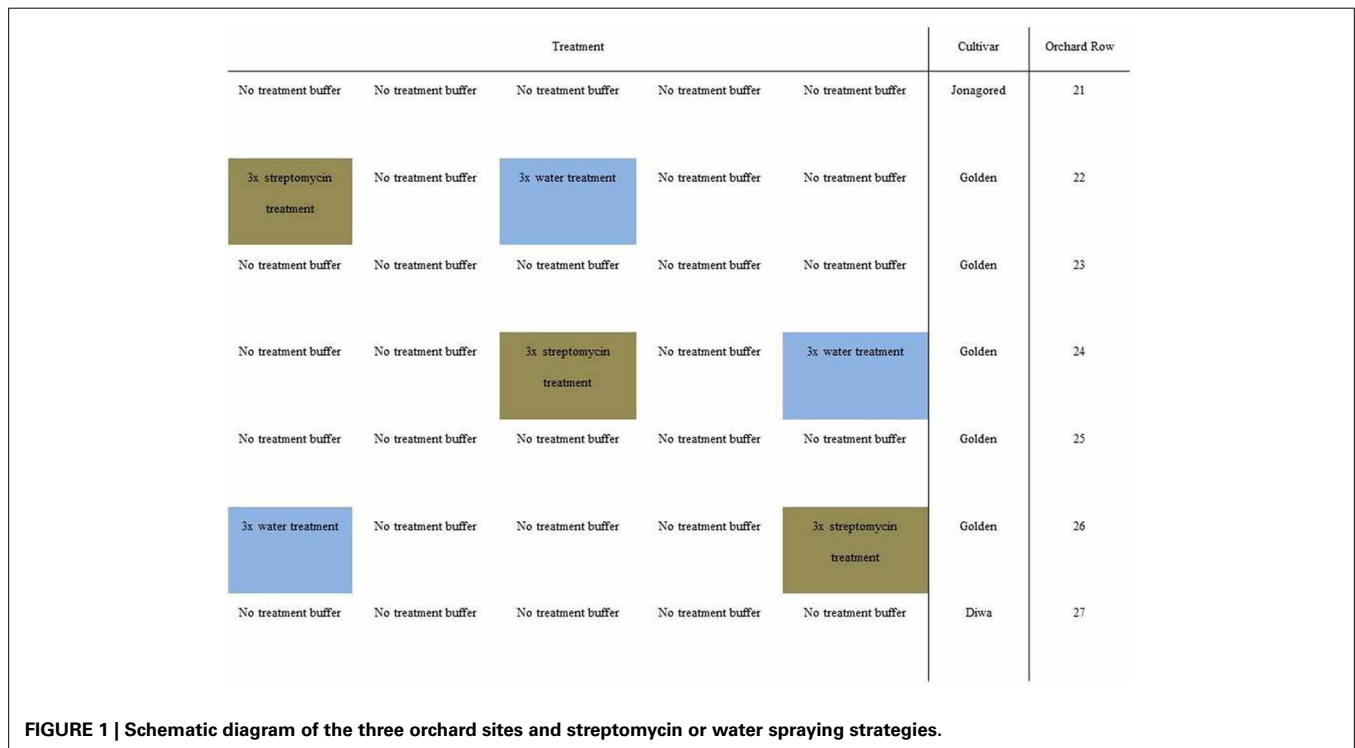 Treatment Cultivar Orchard Row
No treatment buffer No treatment buffer No treatment buffer No treatment buffer No treatment buffer Jonagored 21
3x streptomycin No treatment buffer 3x water treatment No treatment buffer No treatment buffer Golden 22
treatment
No treatment buffer No treatment buffer No treatment buffer No treatment buffer No treatment buffer Golden 23
No treatment buffer No treatment buffer 3x streptomycin No treatment buffer 3x water treatment Golden 24
treatment
No treatment buffer No treatment buffer No treatment buffer No treatment buffer No treatment buffer Golden 25
3x water treatment No treatment buffer No treatment buffer No treatment buffer 3x streptomycin Golden 26
treatment
No treatment buffer No treatment buffer No treatment buffer No treatment buffer No treatment buffer Diwa 27
FIGURE 1 | Schematic diagram of the three orchard sites and streptomycin or water spraying strategies.